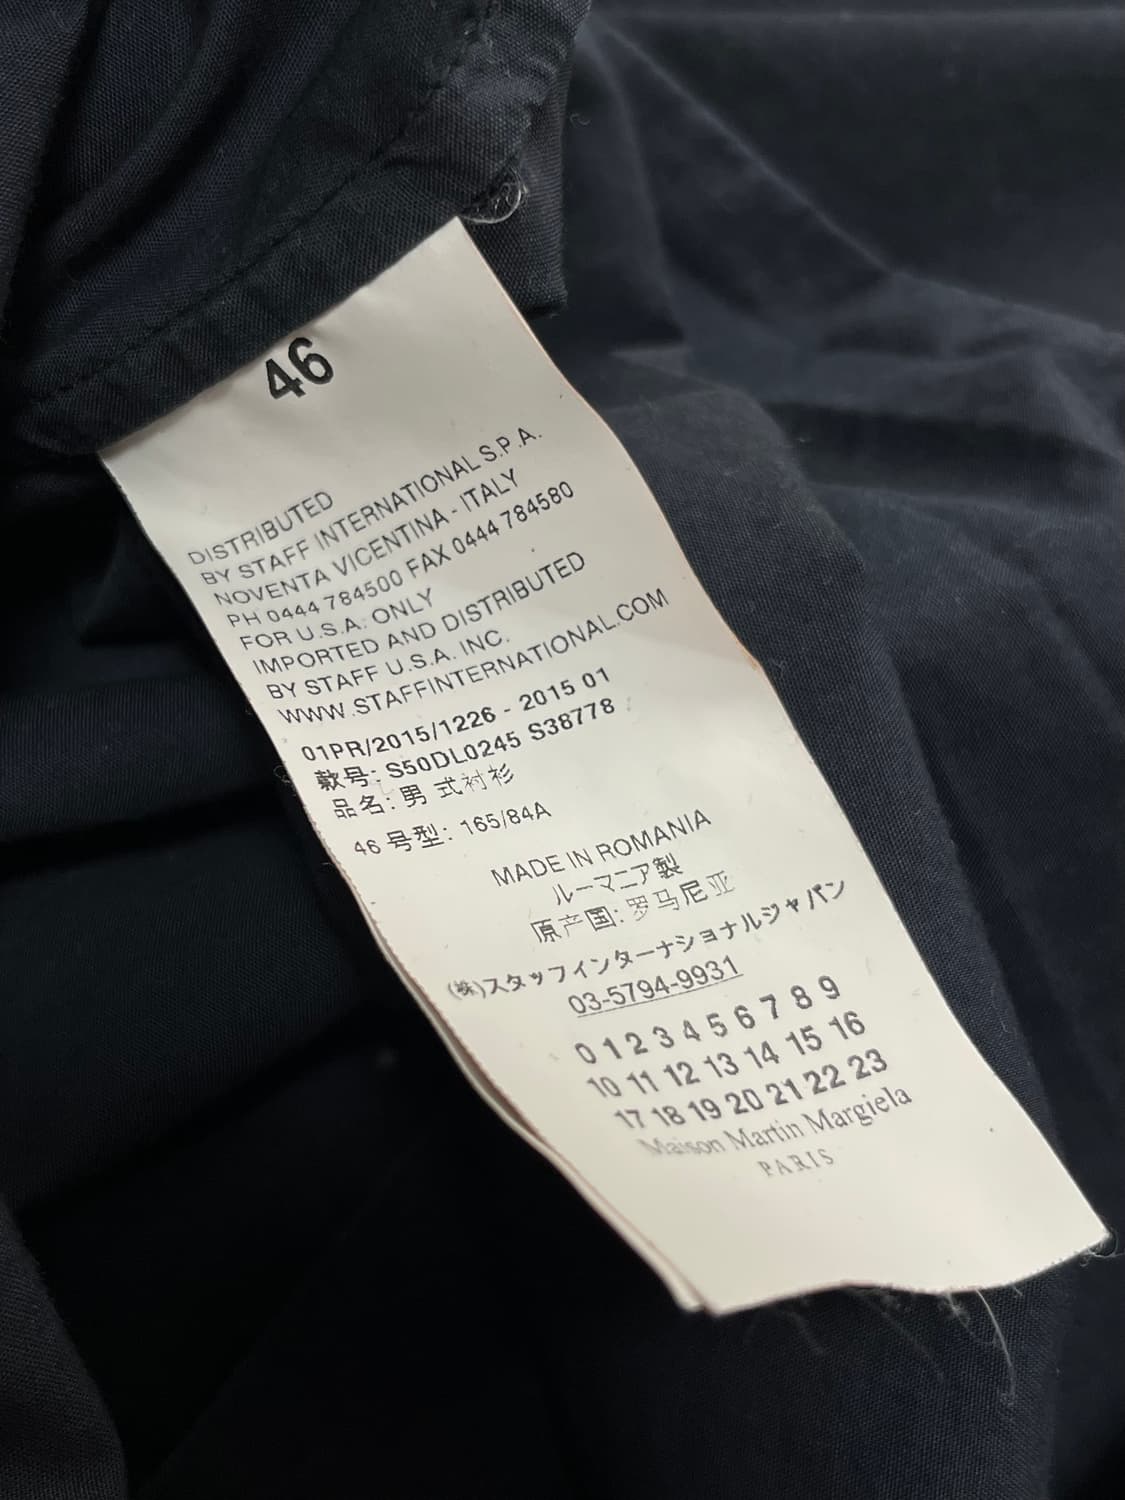 46
DISTRIBUTED
BY STAFF INTERNATIONAL S.P.A.
NOVENTA VICENTINA - ITALY
PH 0444 784500 FAX 0444 784580
FOR U.S.A. ONLY
IMPORTED AND DISTRIBUTED
BY STAFF U.S.A. INC.
WWW.STAFFINTERNATIONAL.COM
01PR/2015/1226 - 2015 01
款号: S50DL0245 S38778
品名: 男式衬衫
46 号型: 165/84A
MADE IN ROMANIA
ルーマニア製
原产国: 罗马尼亚
(株)スタッフインターナショナルジャパン
03-5794-9931
0 1 2 3 4 5 6 7 8 9
10 11 12 13 14 15 16
17 18 19 20 21 22 23
Maison Martin Margiela
PARIS